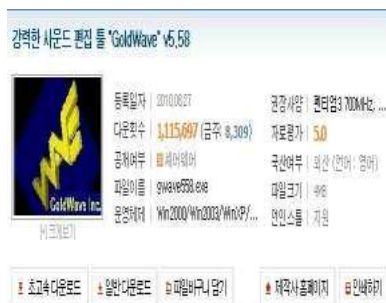 강력한 사운드 편집 툴 "GoldWave" v5.58
등록일자 | 2010.08.27
권장사양 | 펜티엄3 700MHz, ...
다운횟수 | 1,115,697 (금주: 8,309)
자료평가 | 5.0
공개여부 | 셰어웨어
국산여부 | 외산 (언어 : 영어)
파일이름 | gwave558.exe
파일크기 | 4MB
운영체제 | Win2000/Win2003/WinXP/...
언인스톨 | 지원
GoldWave Inc.
크게보기
초고속 다운로드
일반 다운로드
파일바구니 담기
제작사 홈페이지
인쇄하기